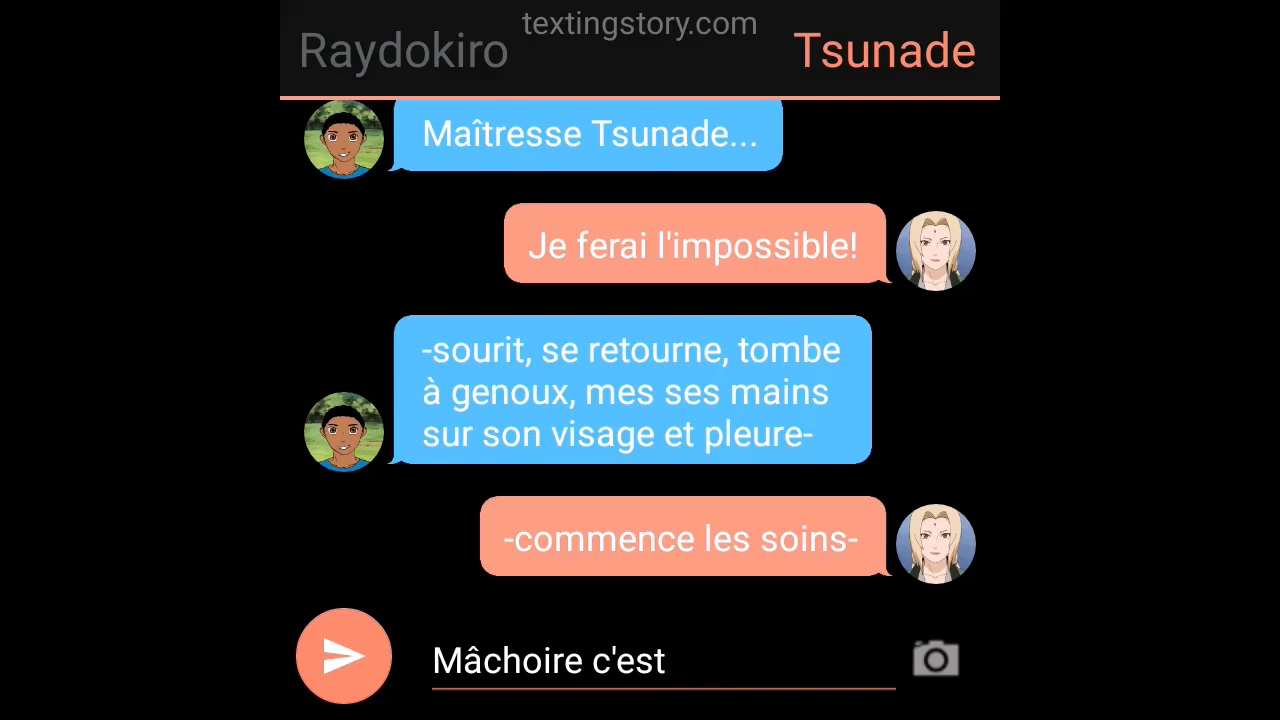 textingstory.com
Raydokiro
Tsunade
Maîtresse Tsunade...
Je ferai l'impossible!
-sourit, se retourne, tombe
à genoux, mes ses mains
sur son visage et pleure-
-commence les soins-
Mâchoire c'est